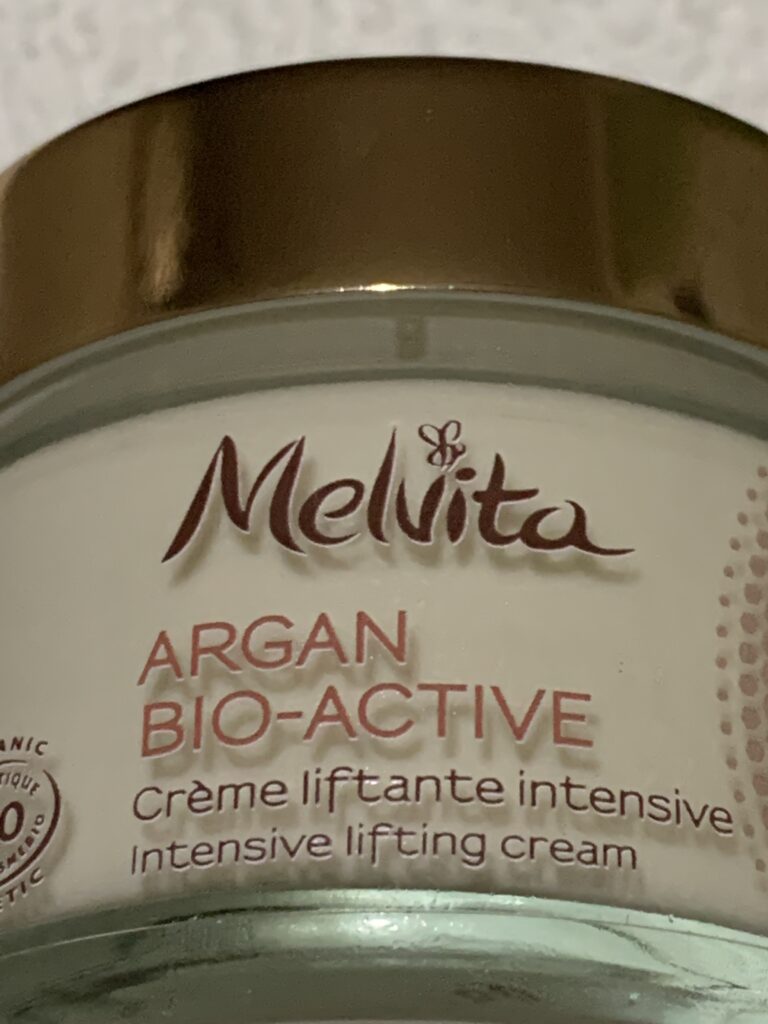 Melvita
ARGAN
BIO-ACTIVE
Crème liftante intensive
Intensive lifting cream